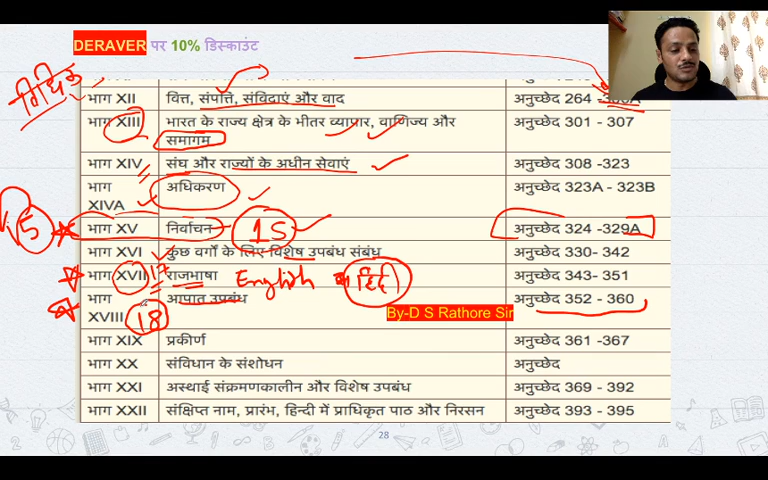 DERAVER पर 10% डिस्काउंट
भाग XII वित्त, संपत्ति, संविदाएं और वाद अनुच्छेद 264 -300A
भाग XIII भारत के राज्य क्षेत्र के भीतर व्यापार, वाणिज्य और समागम अनुच्छेद 301 - 307
भाग XIV संघ और राज्यों के अधीन सेवाएं अनुच्छेद 308 -323
भाग XIVA अधिकरण अनुच्छेद 323A - 323B
5 भाग XV निर्वाचन 15 अनुच्छेद 324 -329A
भाग XVI कुछ वर्गो के लिए विशेष उपबंध संबंध अनुच्छेद 330- 342
भाग XVII 17 राजभाषा English हिंदी अनुच्छेद 343- 351
भाग XVIII 18 आपात उपबंध अनुच्छेद 352 - 360
By-D S Rathore Sir
भाग XIX प्रकीर्ण अनुच्छेद 361 -367
भाग XX संविधान के संशोधन अनुच्छेद
भाग XXI अस्थाई संक्रमणकालीन और विशेष उपबंध अनुच्छेद 369 - 392
भाग XXII संक्षिप्त नाम, प्रारंभ, हिन्दी में प्राधिकृत पाठ और निरसन अनुच्छेद 393 - 395
28